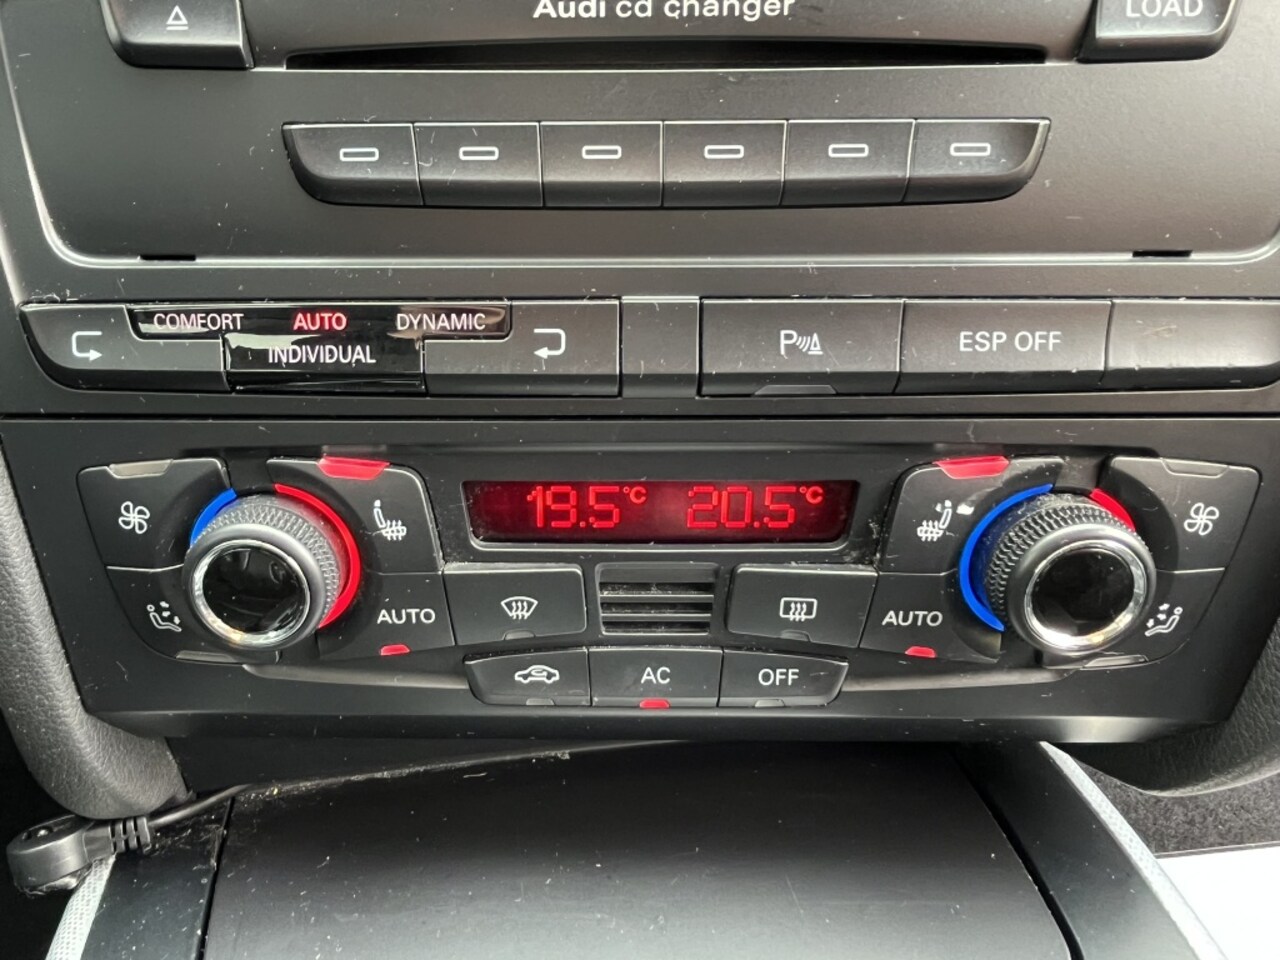 Audi cd changer
LOAD
COMFORT AUTO DYNAMIC
INDIVIDUAL
P
ESP OFF
19.5°C 20.5°C
AUTO
AUTO
AC
OFF